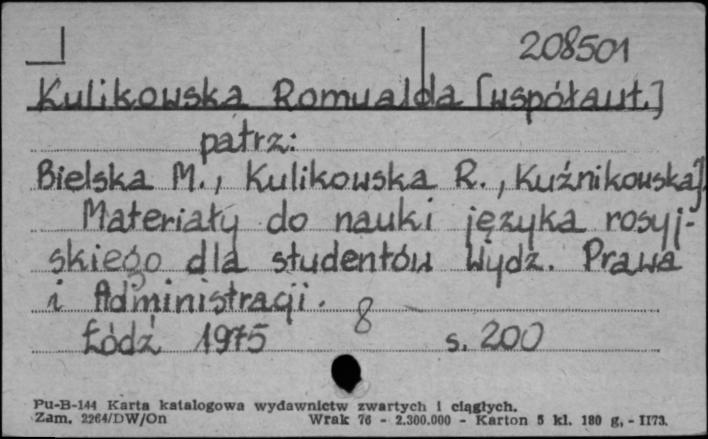 208501
Kulikowska Romualda [współaut.]
patrz:
Bielska M., Kulikowska R., Kuźnikowska J.
Materiały do nauki języka rosyj-
skiego dla studentów Wydz. Prawa
i Administracji.
8
Łódź 1975 s. 200
Pu-B-144 Karta katalogowa wydawnictw zwartych i ciągłych.
Zam. 2264/DW/On Wrak 76 - 2.300.000 - Karton 5 kl. 180 g, - II73.